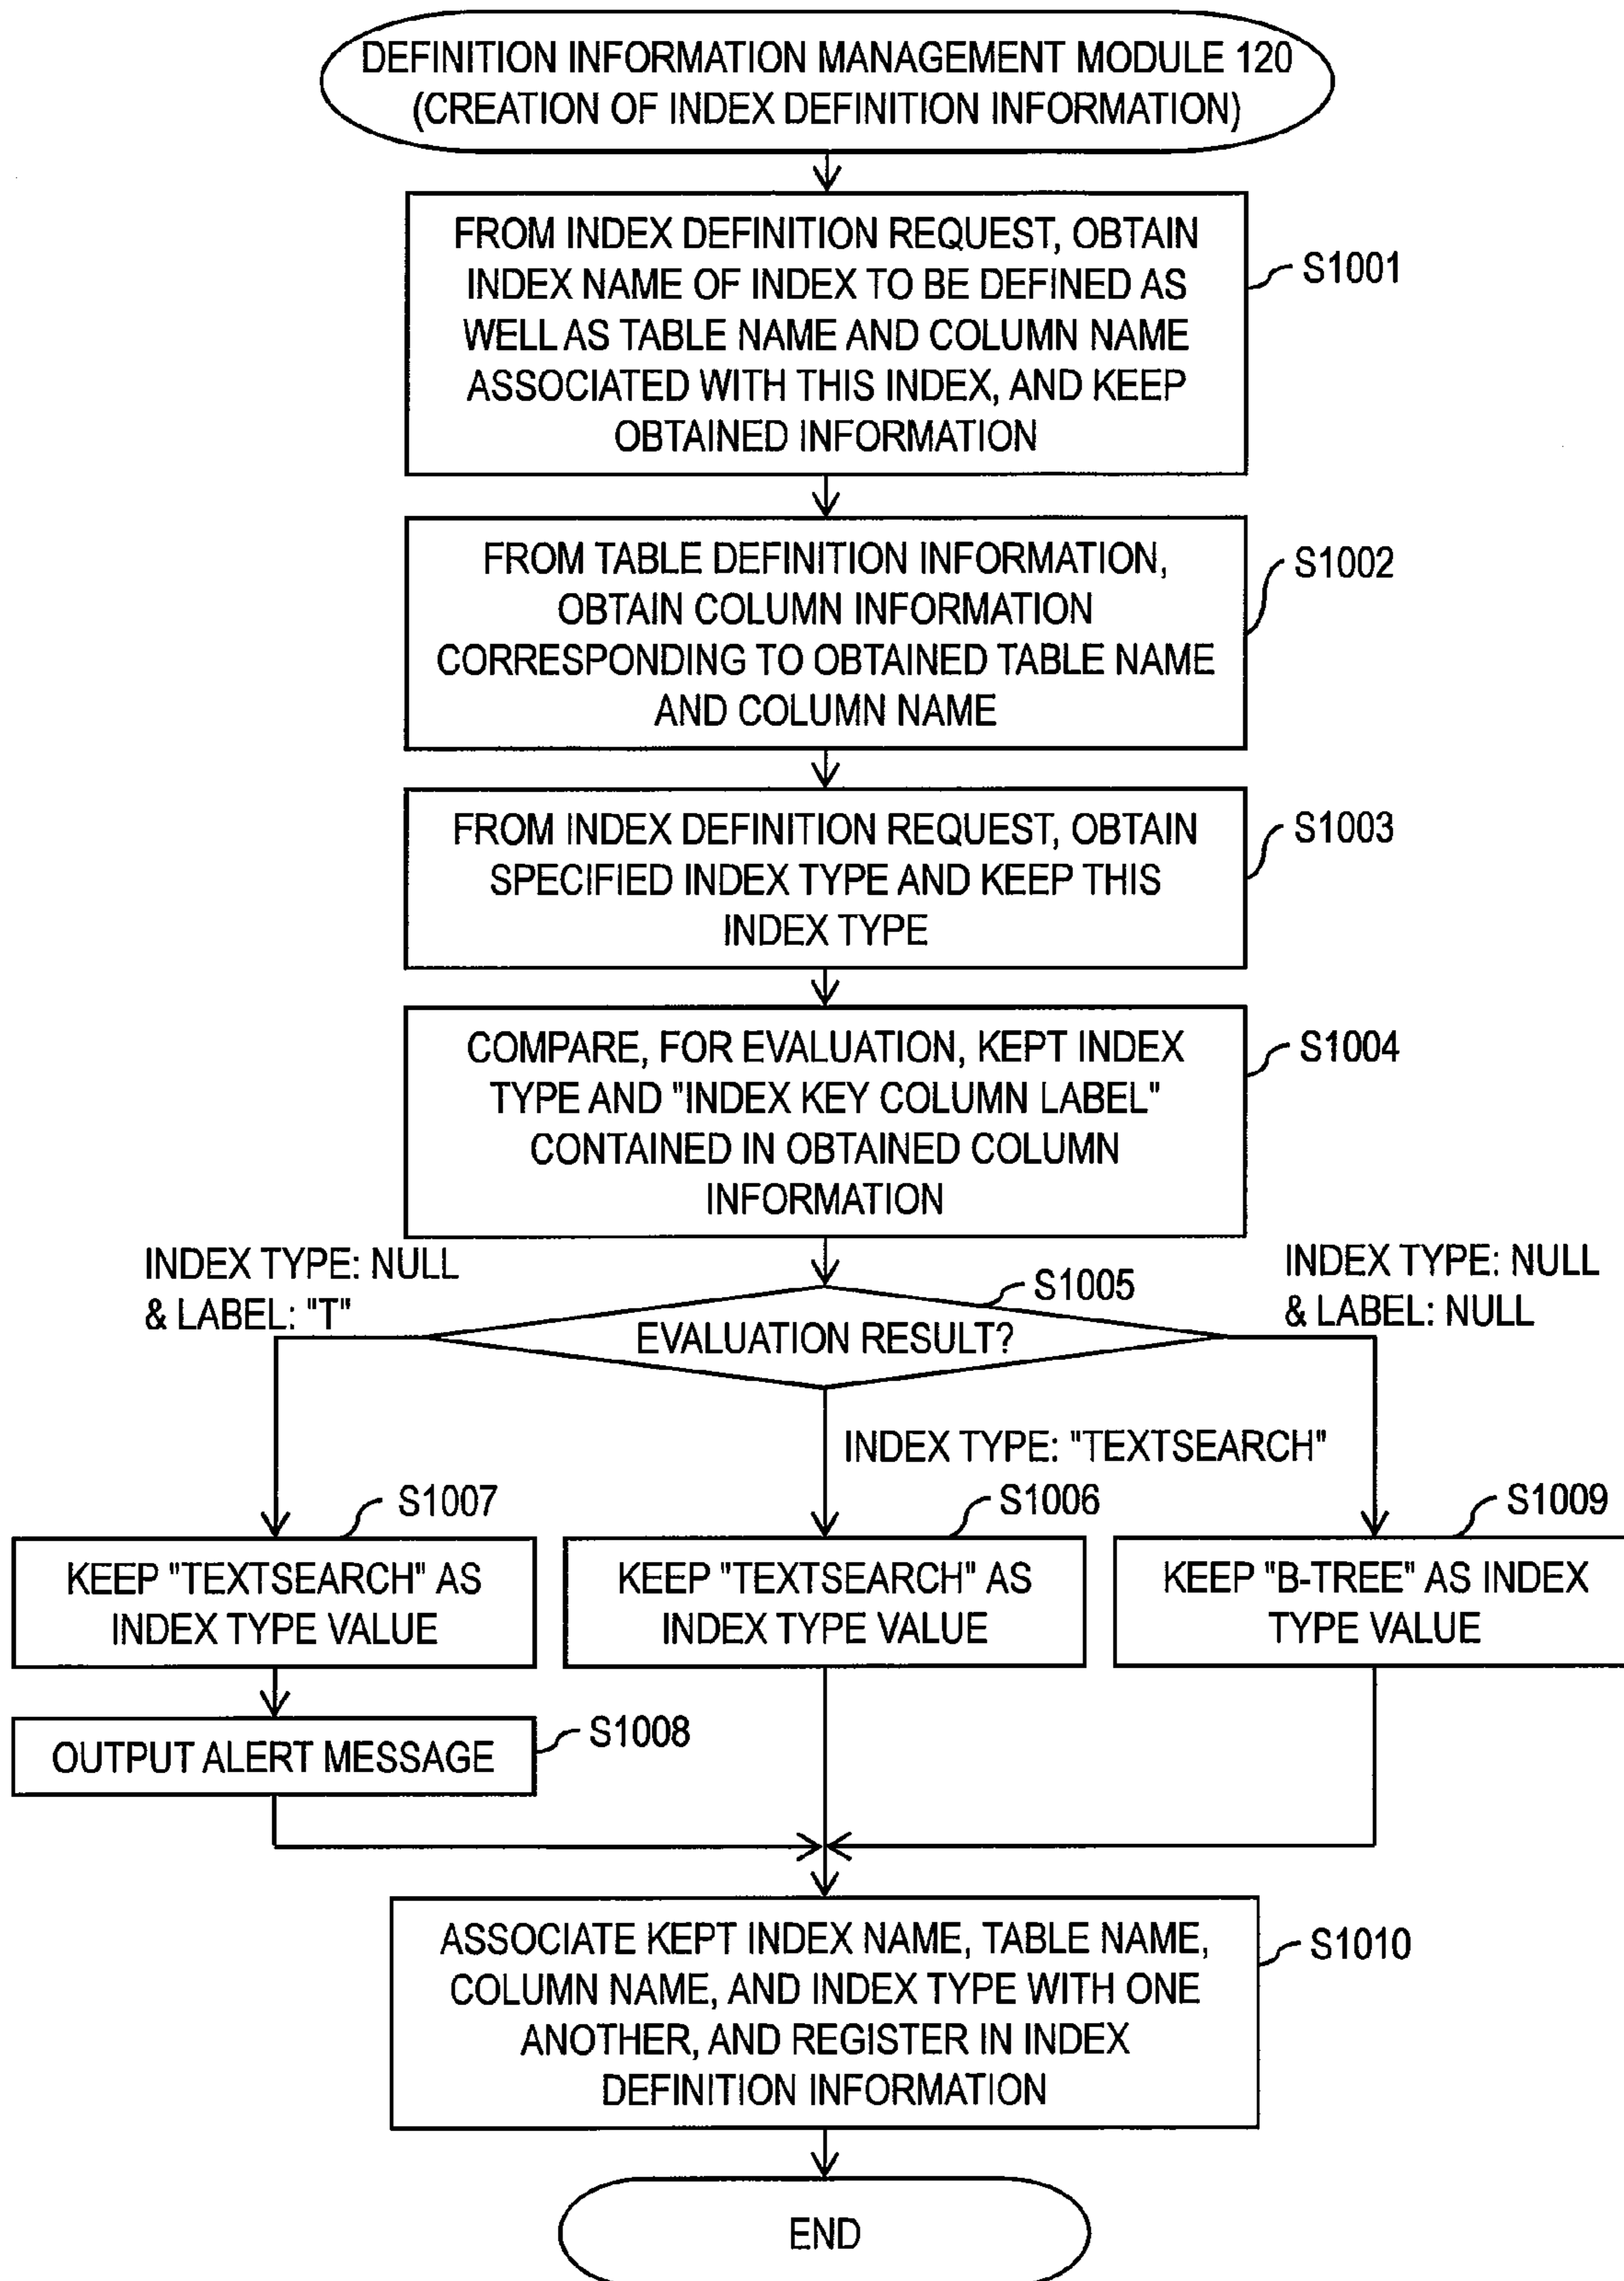 DEFINITION INFORMATION MANAGEMENT MODULE 120
(CREATION OF INDEX DEFINITION INFORMATION)
FROM INDEX DEFINITION REQUEST, OBTAIN
INDEX NAME OF INDEX TO BE DEFINED AS
WELL AS TABLE NAME AND COLUMN NAME
ASSOCIATED WITH THIS INDEX, AND KEEP
OBTAINED INFORMATION
S1001
FROM TABLE DEFINITION INFORMATION,
OBTAIN COLUMN INFORMATION
CORRESPONDING TO OBTAINED TABLE NAME
AND COLUMN NAME
S1002
FROM INDEX DEFINITION REQUEST, OBTAIN
SPECIFIED INDEX TYPE AND KEEP THIS
INDEX TYPE
S1003
COMPARE, FOR EVALUATION, KEPT INDEX
TYPE AND "INDEX KEY COLUMN LABEL"
CONTAINED IN OBTAINED COLUMN
INFORMATION
S1004
INDEX TYPE: NULL
& LABEL: "T"
S1005
EVALUATION RESULT?
INDEX TYPE: NULL
& LABEL: NULL
INDEX TYPE: "TEXTSEARCH"
S1007
KEEP "TEXTSEARCH" AS
INDEX TYPE VALUE
S1006
KEEP "TEXTSEARCH" AS
INDEX TYPE VALUE
S1009
KEEP "B-TREE" AS INDEX
TYPE VALUE
OUTPUT ALERT MESSAGE
S1008
ASSOCIATE KEPT INDEX NAME, TABLE NAME,
COLUMN NAME, AND INDEX TYPE WITH ONE
ANOTHER, AND REGISTER IN INDEX
DEFINITION INFORMATION
S1010
END